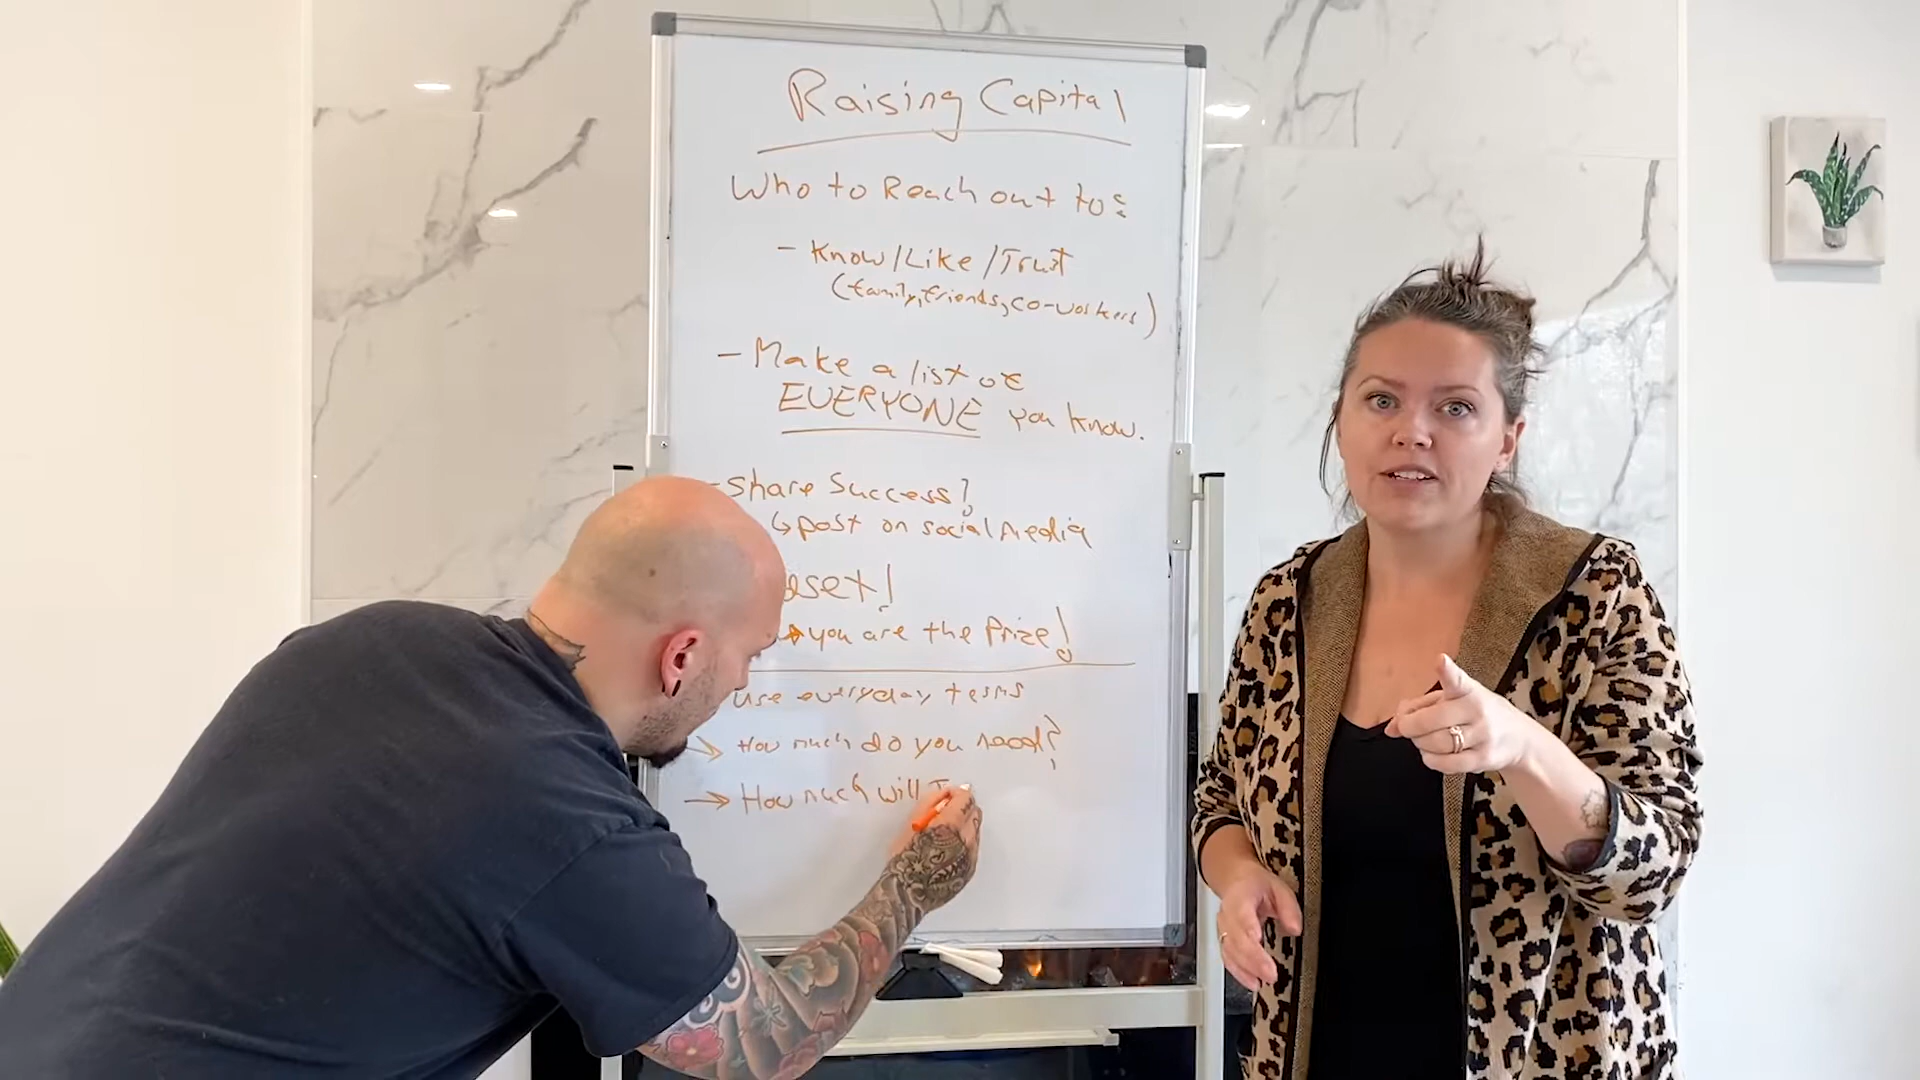 Raising Capital
Who to Reach out to:
- Know/Like/Trust
(family, friends, co-workers)
- Make a list of
EVERYONE you know.
- Share Success!
↳ post on social media
set!
→ you are the Prize!
use everyday terms
→ How much do you need?
→ How much will I